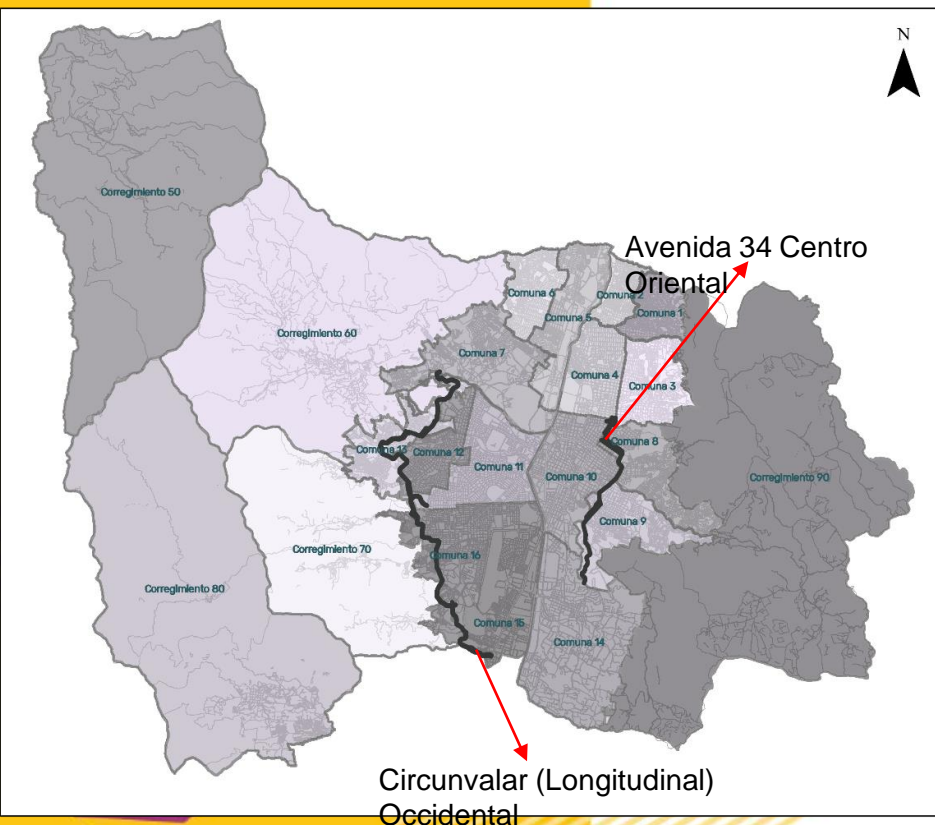 N
Corregimiento 50
Avenida 34 Centro
Oriental
Comuna 6
Comuna 2
Comuna 5
Comuna 1
Corregimiento 60
Comuna 7
Comuna 4
Comuna 3
Comuna 13
Comuna 12
Comuna 11
Comuna 8
Comuna 10
Corregimiento 90
Comuna 9
Corregimiento 70
Comuna 16
Corregimiento 80
Comuna 15
Comuna 14
Circunvalar (Longitudinal)
Occidental